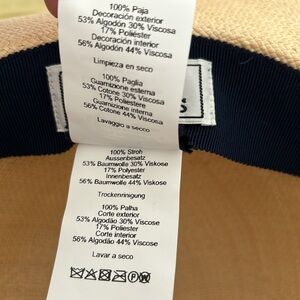 100% Paja
Decoración exterior
53% Algodón 30% Viscosa
17% Poliéster
Decoración interior
56% Algodón 44% Viscosa
Limpieza en seco
100% Paglia
Guarnizione esterna
53% Cotone 30% Viscosa
17% Poliestere
Guarnizione interna
56% Cotone 44% Viscosa
Lavaggio a secco
S
100% Stroh
Aussenbesatz
53% Baumwolle 30% Viskose
17% Polyester
Innenbesatz
56% Baumwolle 44% Viskose
Trockenreinigung
100% Palha
Corte exterior
53% Algodão 30% Viscose
17% Poliester
Corte interior
56% Algodão 44% Viscose
Lavar a seco
P W